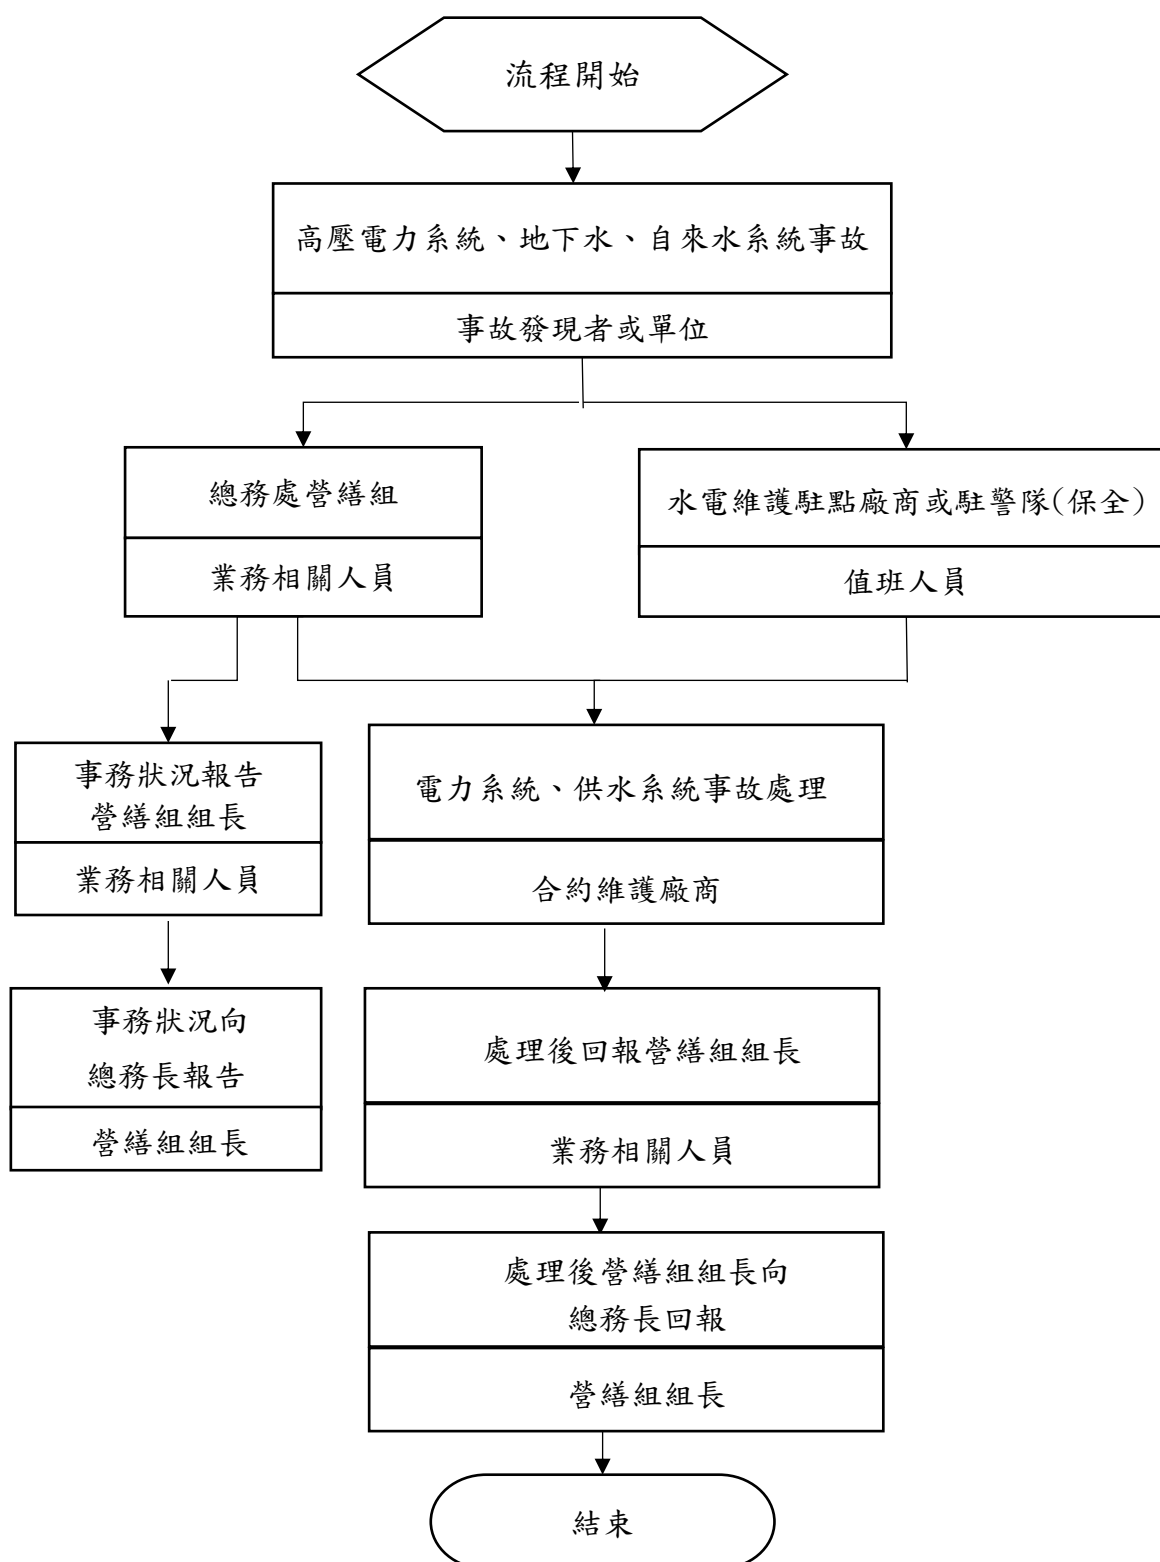 流程開始
高壓電力系統、地下水、自來水系統事故
事故發現者或單位
總務處營繕組
業務相關人員
水電維護駐點廠商或駐警隊(保全)
值班人員
事務狀況報告
營繕組組長
業務相關人員
電力系統、供水系統事故處理
合約維護廠商
事務狀況向
總務長報告
營繕組組長
處理後回報營繕組組長
業務相關人員
處理後營繕組組長向
總務長回報
營繕組組長
結束